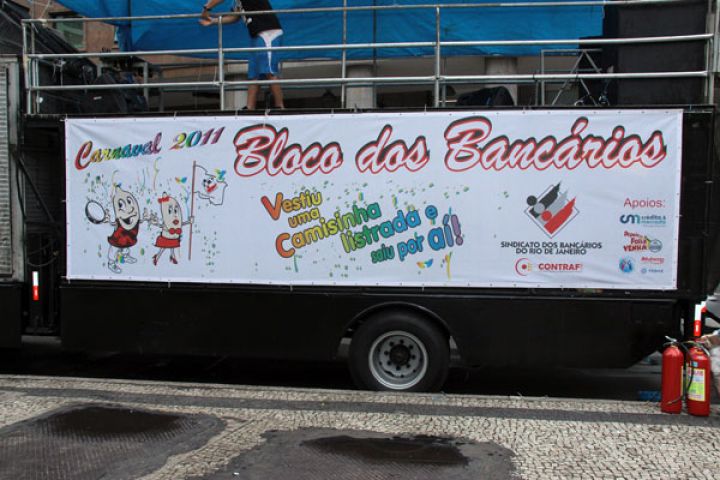 Carnaval 2011
Bloco dos Bancários
Vestiu
uma
Camisinha
listrada e
saiu por aí!
SINDICATO DOS BANCÁRIOS
DO RIO DE JANEIRO
CONTRAF
Apoios: